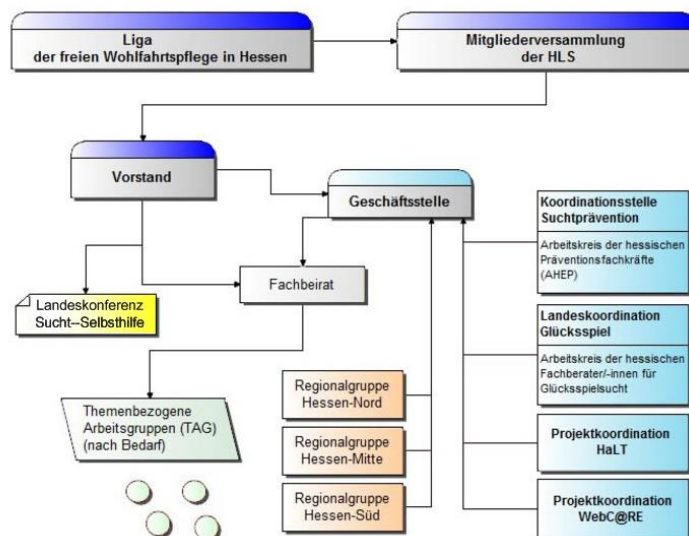 Liga
der freien Wohlfahrtspflege in Hessen
Mitgliederversammlung
der HLS
Vorstand
Geschäftsstelle
Koordinationsstelle
Suchtprävention
Arbeitskreis der hessischen
Präventionsfachkräfte
(AHEP)
Fachbeirat
Landeskonferenz
Sucht--Selbsthilfe
Landeskoordination
Glücksspiel
Arbeitskreis der hessischen
Fachberater/-innen für
Glücksspielsucht
Themenbezogene
Arbeitsgruppen (TAG)
(nach Bedarf)
Regionalgruppe
Hessen-Nord
Regionalgruppe
Hessen-Mitte
Regionalgruppe
Hessen-Süd
Projektkoordination
HaLT
Projektkoordination
WebC@RE